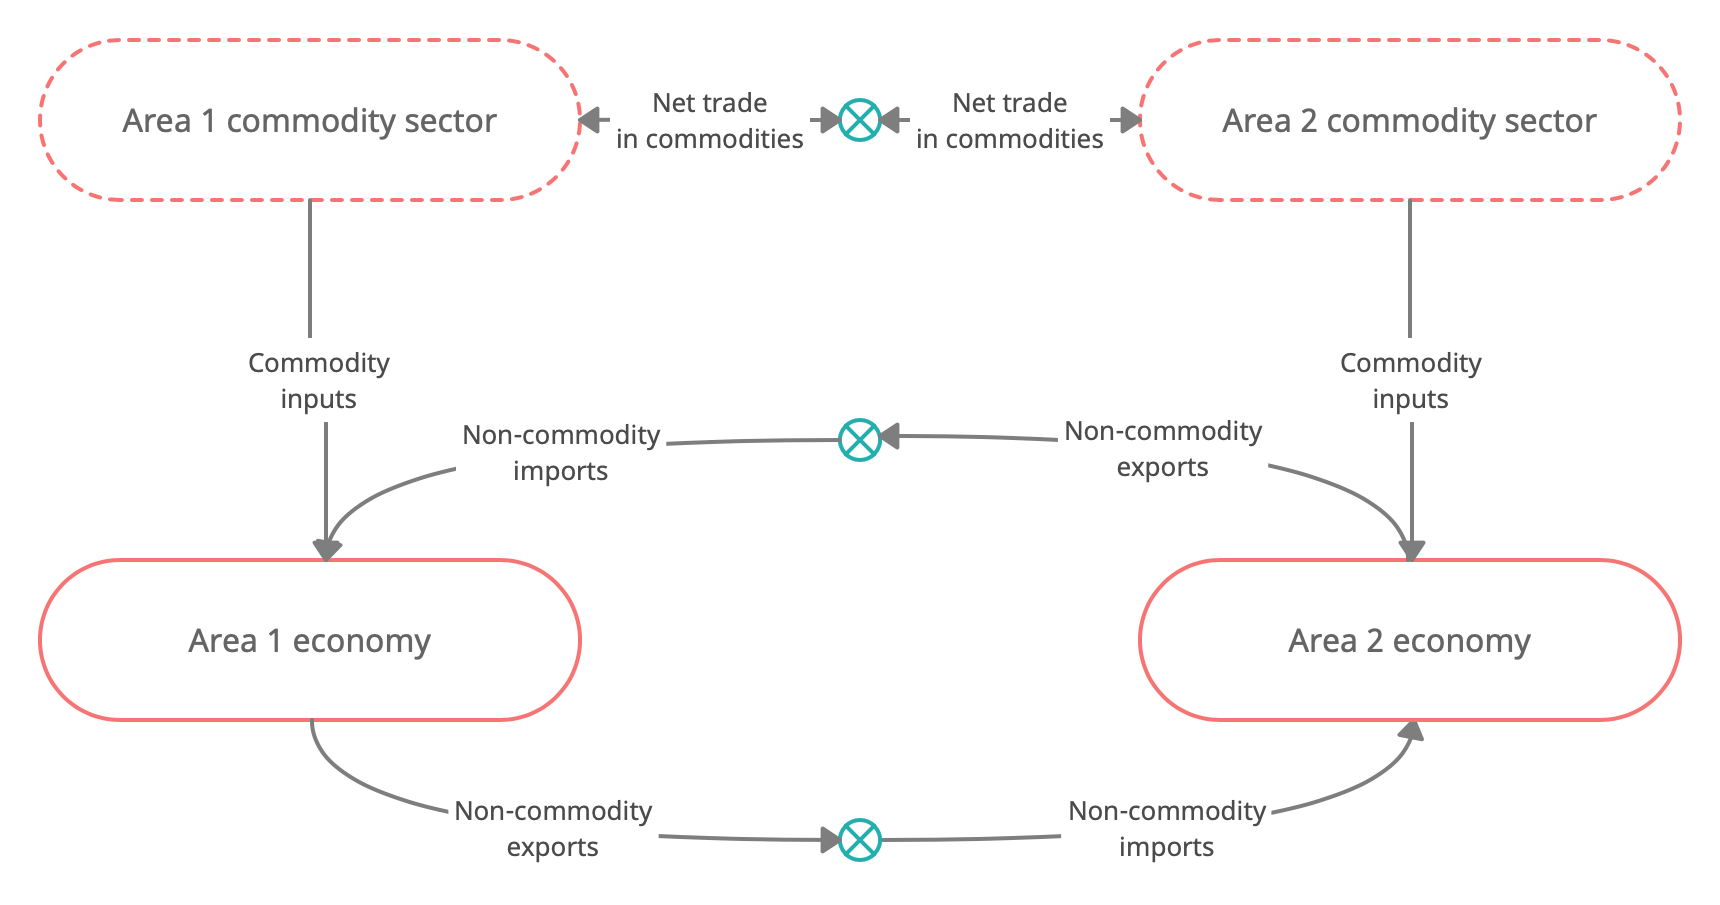 Area 1 commodity sector
Net trade
in commodities
Net trade
in commodities
Area 2 commodity sector
Commodity
inputs
Commodity
inputs
Non-commodity
imports
Non-commodity
exports
Area 1 economy
Area 2 economy
Non-commodity
exports
Non-commodity
imports